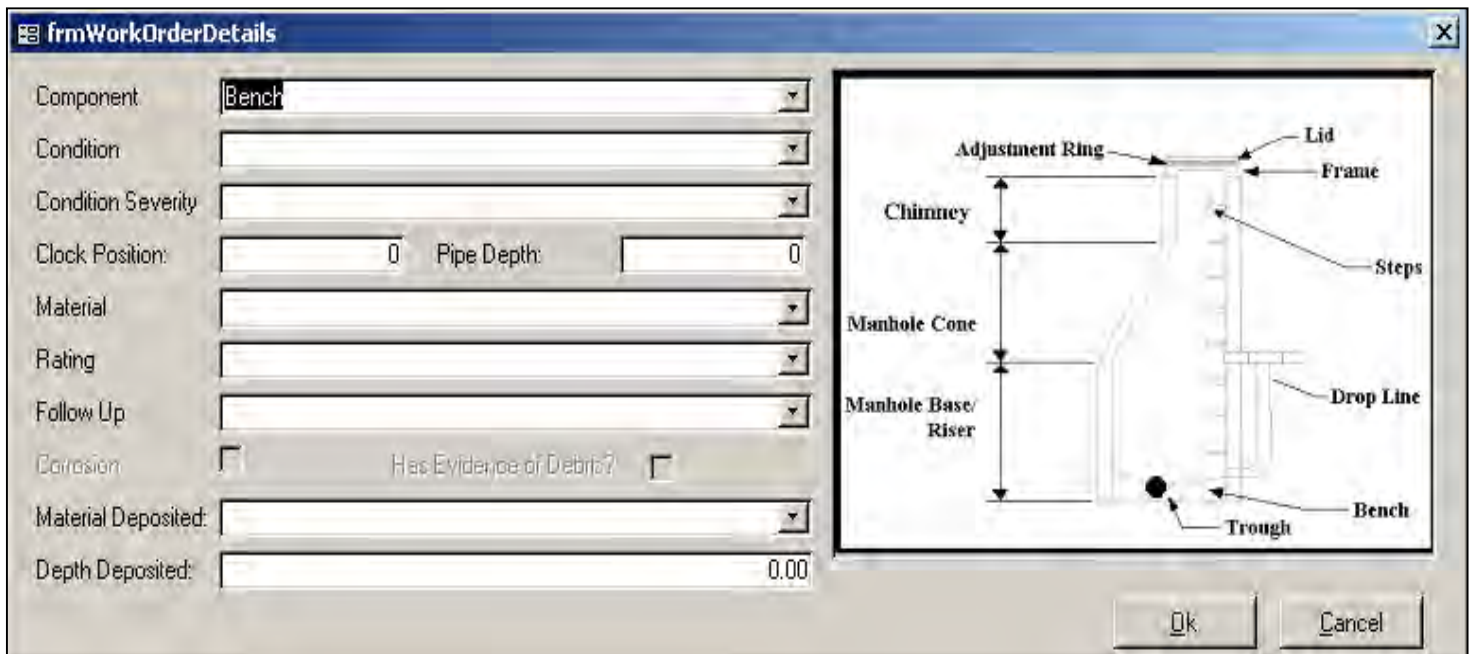 frmWorkOrderDetails
Component Bench
Condition
Condition Severity
Clock Position: 0 Pipe Depth: 0
Material
Rating
Follow Up
Corrosion Has Evidence of Debris?
Material Deposited:
Depth Deposited: 0.00
Adjustment Ring
Lid
Frame
Chimney
Steps
Manhole Cone
Manhole Base/
Riser
Drop Line
Bench
Trough
Ok Cancel